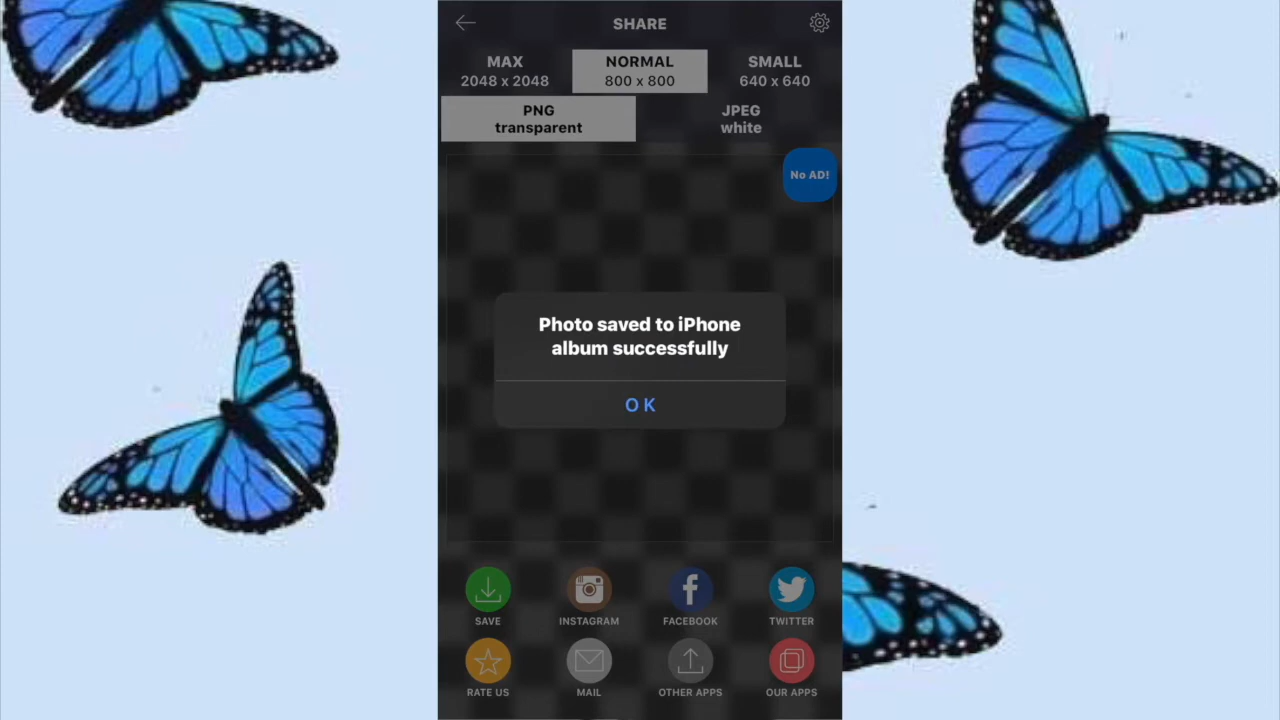 SHARE
MAX
2048 x 2048
NORMAL
800 x 800
SMALL
640 x 640
PNG
transparent
JPEG
white
No AD!
Photo saved to iPhone
album successfully
OK
SAVE
INSTAGRAM
FACEBOOK
TWITTER
RATE US
MAIL
OTHER APPS
OUR APPS